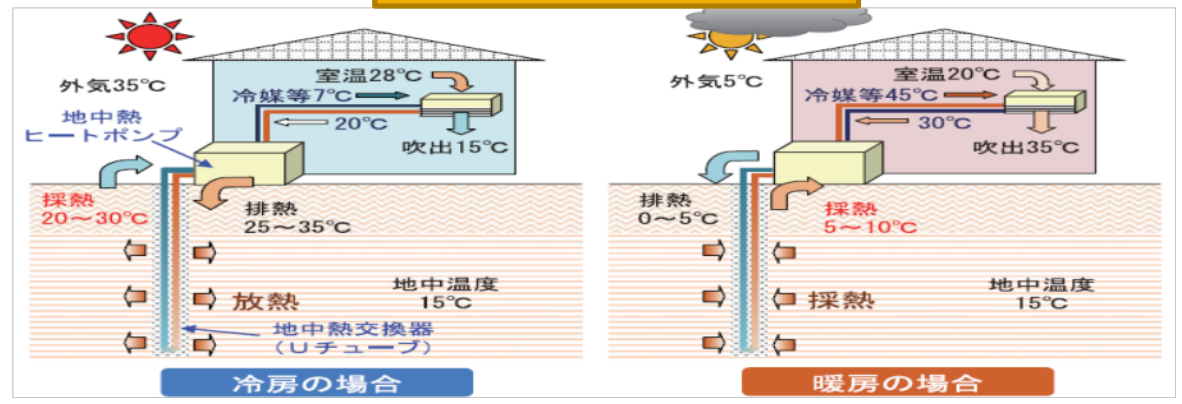 外気35℃
室温28℃
冷媒等7℃
20℃
吹出15℃
地中熱
ヒートポンプ
採熱
20～30℃
排熱
25～35℃
放熱
地中温度
15℃
地中熱交換器
（Uチューブ）
冷房の場合
外気5℃
室温20℃
冷媒等45℃
30℃
吹出35℃
排熱
0～5℃
採熱
5～10℃
採熱
地中温度
15℃
暖房の場合